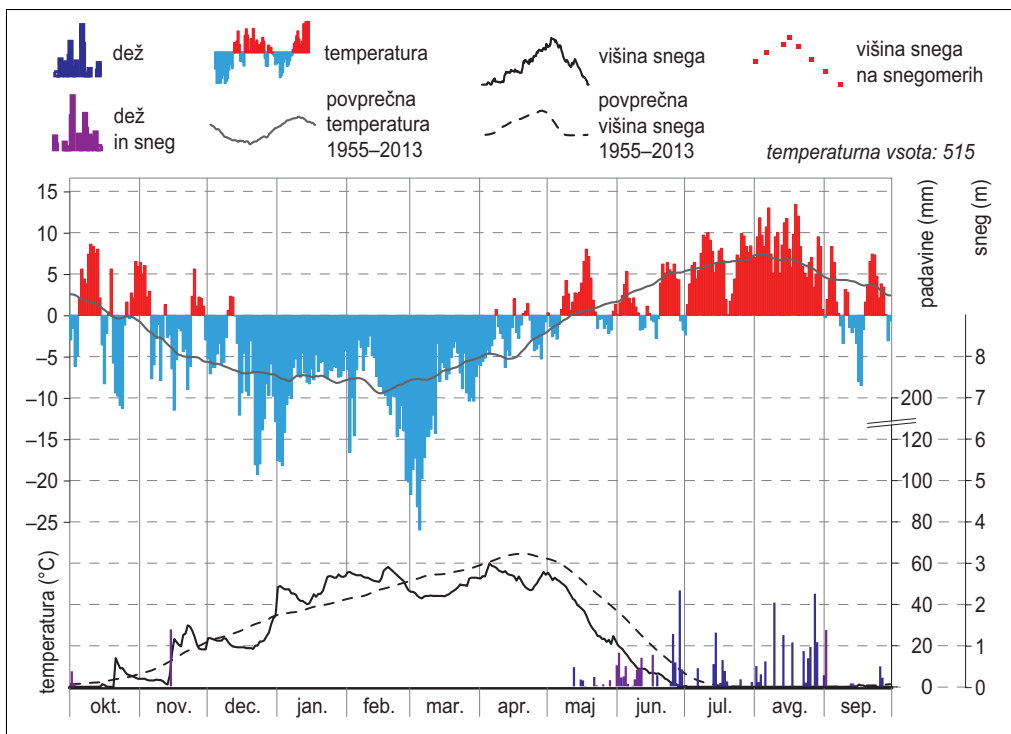 dež
temperatura
višina snega
višina snega
na snegomerih
dež
in sneg
povprečna
temperatura
1955–2013
povprečna
višina snega
1955–2013
temperaturna vsota: 515
15
10
5
0
–5
–10
–15
–20
–25
temperatura (°C)
padavine (mm)
200
120
100
60
40
20
0
sneg (m)
8
7
6
5
4
3
2
1
0
okt.
nov.
dec.
jan.
feb.
mar.
apr.
maj
jun.
jul.
avg.
sep.